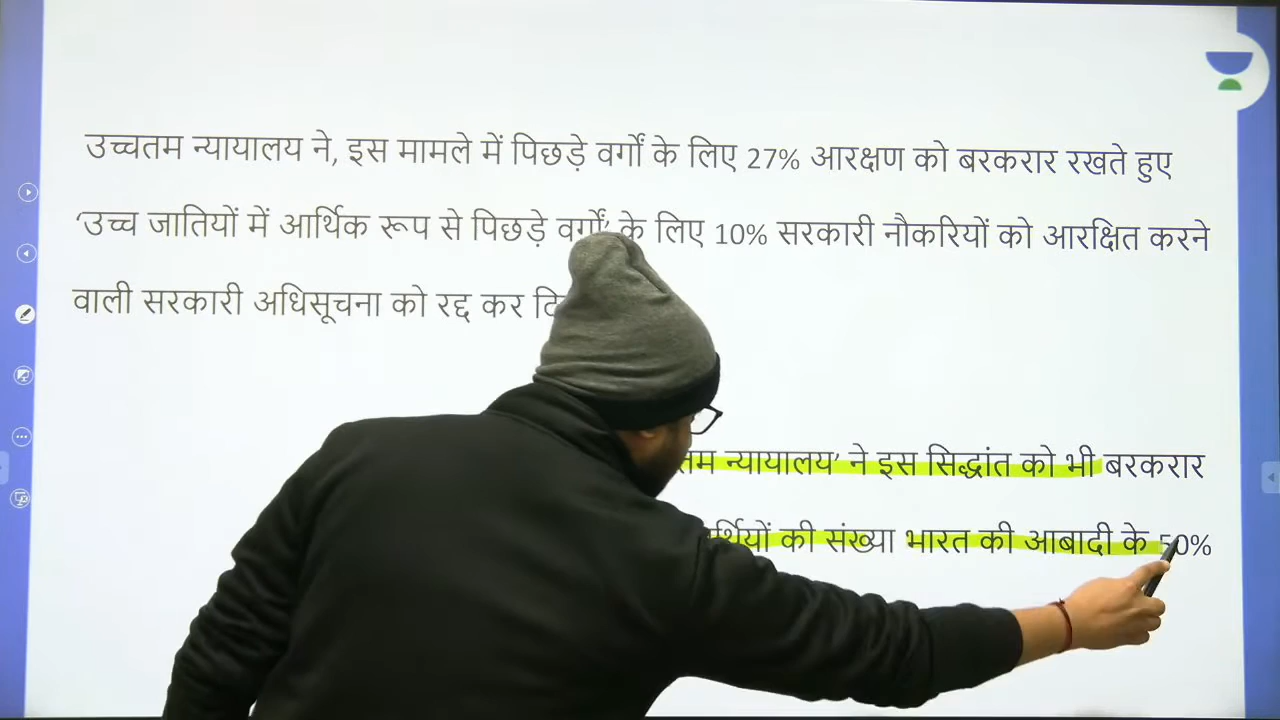 उच्चतम न्यायालय ने, इस मामले में पिछड़े वर्गों के लिए 27% आरक्षण को बरकरार रखते हुए
‘उच्च जातियों में आर्थिक रूप से पिछड़े वर्गों’ के लिए 10% सरकारी नौकरियों को आरक्षित करने
वाली सरकारी अधिसूचना को रद्द कर
न्यायालय’ ने इस सिद्धांत को भी बरकरार
की संख्या भारत की आबादी के 50%